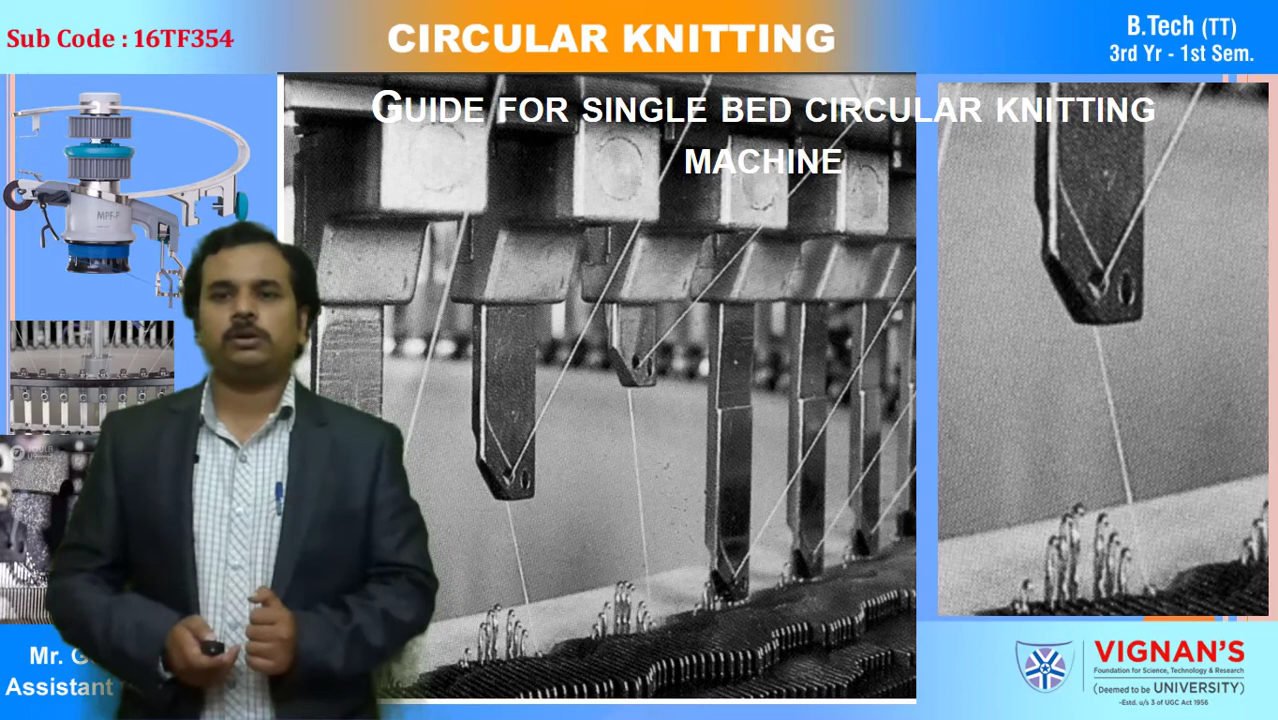 Sub Code : 16TF354
CIRCULAR KNITTING
B.Tech (TT)
3rd Yr - 1st Sem.
GUIDE FOR SINGLE BED CIRCULAR KNITTING
MACHINE
MPF-P
Mr. G
Assistant
VIGNAN'S
Foundation for Science, Technology & Research
(Deemed to be UNIVERSITY)
-Estd. u/s 3 of UGC Act 1956